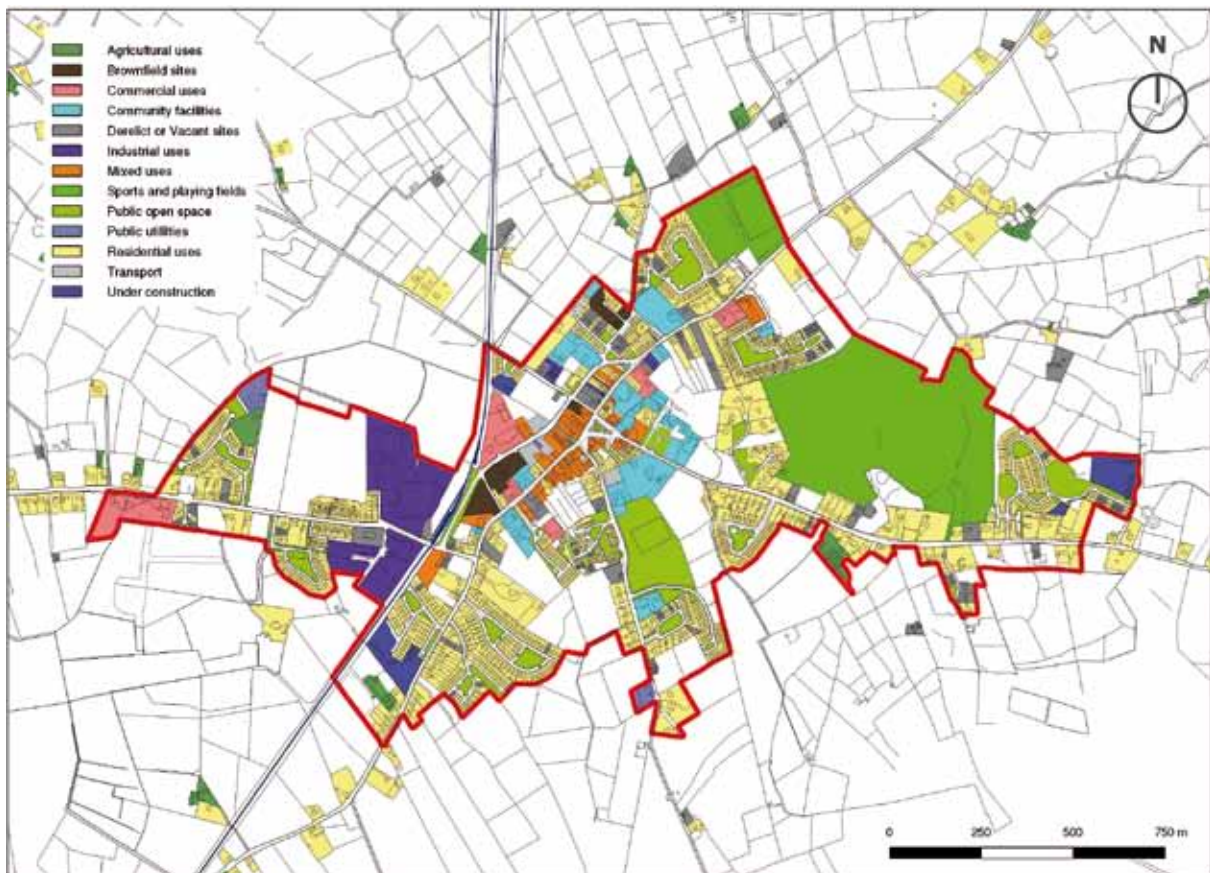 Agricultural uses
Brownfield sites
Commercial uses
Community facilities
Derelict or Vacant sites
Industrial uses
Mixed uses
Sports and playing fields
Public open space
Public utilities
Residential uses
Transport
Under construction
N
0 250 500 750 m